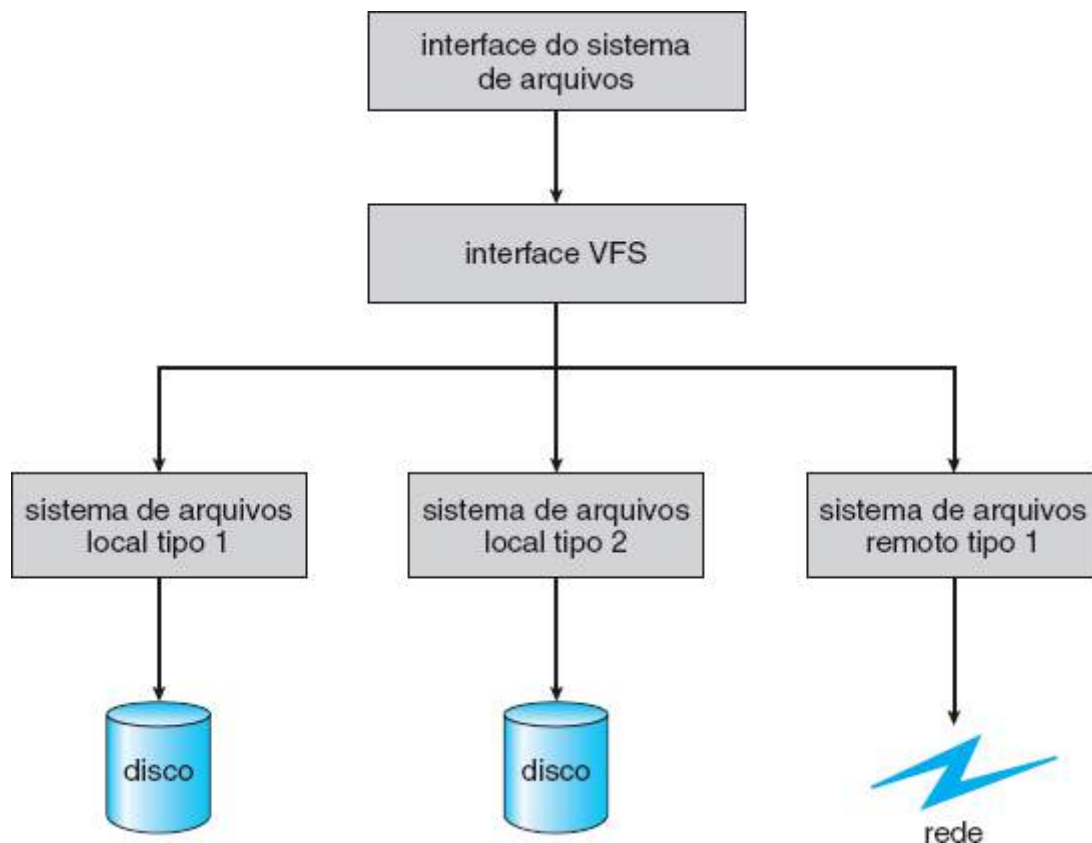 interface do sistema
de arquivos
interface VFS
sistema de arquivos
local tipo 1
sistema de arquivos
local tipo 2
sistema de arquivos
remoto tipo 1
disco
disco
rede